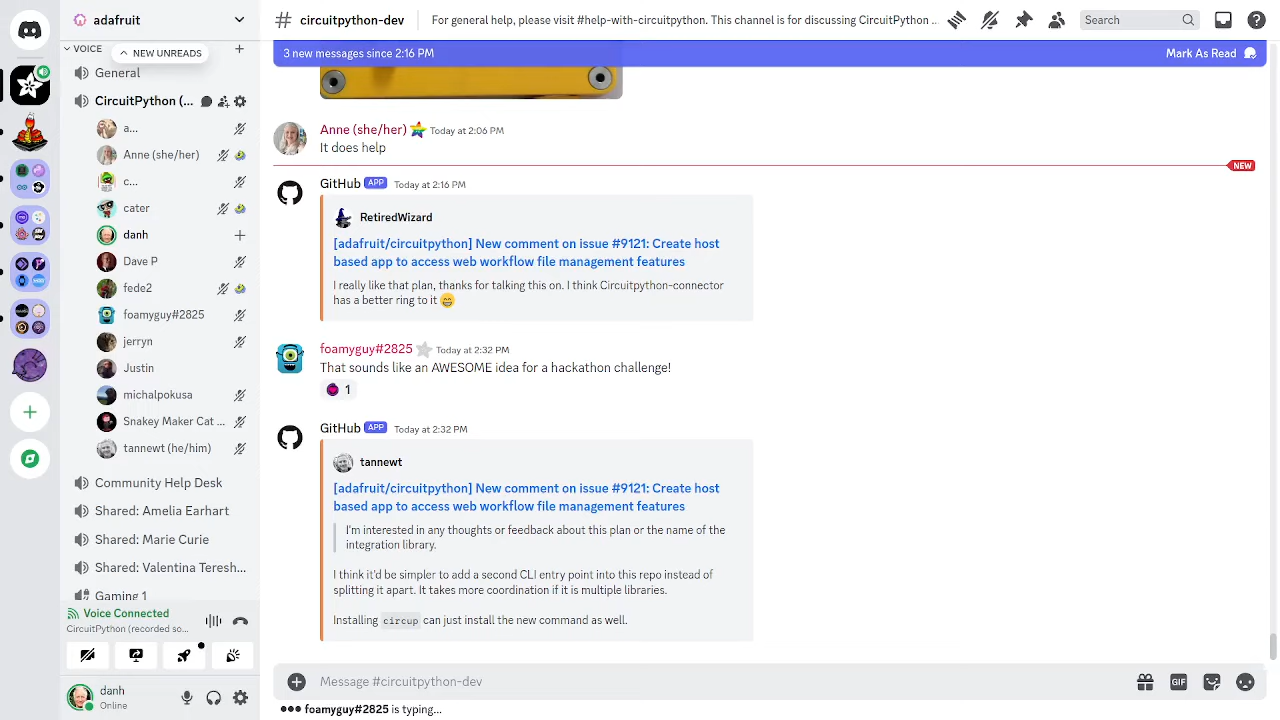 adafruit
# circuitpython-dev
For general help, please visit #help-with-circuitpython. This channel is for discussing CircuitPython ...
Search
VOICE
NEW UNREADS
General
CircuitPython (...
a...
Anne (she/her)
c...
cater
danh
Dave P
fede2
foamyguy#2825
jerryn
Justin
michalpokusa
Snakey Maker Cat ...
tannewt (he/him)
Community Help Desk
Shared: Amelia Earhart
Shared: Marie Curie
Shared: Valentina Teresh...
Gaming 1
Voice Connected
CircuitPython (recorded so...
danh
Online
3 new messages since 2:16 PM
Mark As Read
Anne (she/her) Today at 2:06 PM
It does help
NEW
GitHub APP Today at 2:16 PM
RetiredWizard
[adafruit/circuitpython] New comment on issue #9121: Create host
based app to access web workflow file management features
I really like that plan, thanks for talking this on. I think Circuitpython-connector
has a better ring to it 😁
foamyguy#2825 Today at 2:32 PM
That sounds like an AWESOME idea for a hackathon challenge!
1
GitHub APP Today at 2:32 PM
tannewt
[adafruit/circuitpython] New comment on issue #9121: Create host
based app to access web workflow file management features
I'm interested in any thoughts or feedback about this plan or the name of the
integration library.
I think it'd be simpler to add a second CLI entry point into this repo instead of
splitting it apart. It takes more coordination if it is multiple libraries.
Installing circup can just install the new command as well.
Message #circuitpython-dev
GIF
foamyguy#2825 is typing...